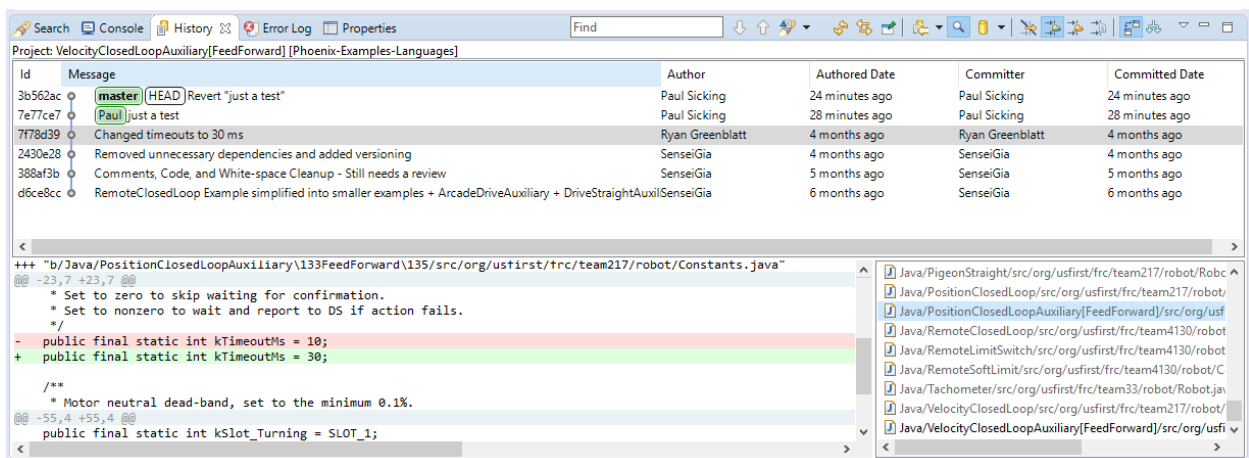 Search Console History Error Log Properties Find
Project: VelocityClosedLoopAuxiliary[FeedForward] [Phoenix-Examples-Languages]
Id Message Author Authored Date Committer Committed Date
3b562ac master HEAD Revert "just a test" Paul Sicking 24 minutes ago Paul Sicking 24 minutes ago
7e77ce7 Paul just a test Paul Sicking 28 minutes ago Paul Sicking 28 minutes ago
7f78d39 Changed timeouts to 30 ms Ryan Greenblatt 4 months ago Ryan Greenblatt 4 months ago
2430e28 Removed unnecessary dependencies and added versioning SenseiGia 4 months ago SenseiGia 4 months ago
388af3b Comments, Code, and White-space Cleanup - Still needs a review SenseiGia 5 months ago SenseiGia 5 months ago
d6ce8cc RemoteClosedLoop Example simplified into smaller examples + ArcadeDriveAuxiliary + DriveStraightAuxil SenseiGia 6 months ago SenseiGia 6 months ago
+++ "b/Java/PositionClosedLoopAuxiliary\133FeedForward\135/src/org/usfirst/frc/team217/robot/Constants.java"
@@ -23,7 +23,7 @@
* Set to zero to skip waiting for confirmation.
* Set to nonzero to wait and report to DS if action fails.
*/
- public final static int kTimeoutMs = 10;
+ public final static int kTimeoutMs = 30;
/**
* Motor neutral dead-band, set to the minimum 0.1%.
@@ -55,4 +55,4 @@
public final static int kSlot_Turning = SLOT_1;
Java/PigeonStraight/src/org/usfirst/frc/team217/robot/Robc
Java/PositionClosedLoop/src/org/usfirst/frc/team217/robot/
Java/PositionClosedLoopAuxiliary[FeedForward]/src/org/usf
Java/RemoteClosedLoop/src/org/usfirst/frc/team4130/robot
Java/RemoteLimitSwitch/src/org/usfirst/frc/team4130/robot
Java/RemoteSoftLimit/src/org/usfirst/frc/team4130/robot/C
Java/Tachometer/src/org/usfirst/frc/team33/robot/Robot.jav
Java/VelocityClosedLoop/src/org/usfirst/frc/team217/robot/
Java/VelocityClosedLoopAuxiliary[FeedForward]/src/org/usfi